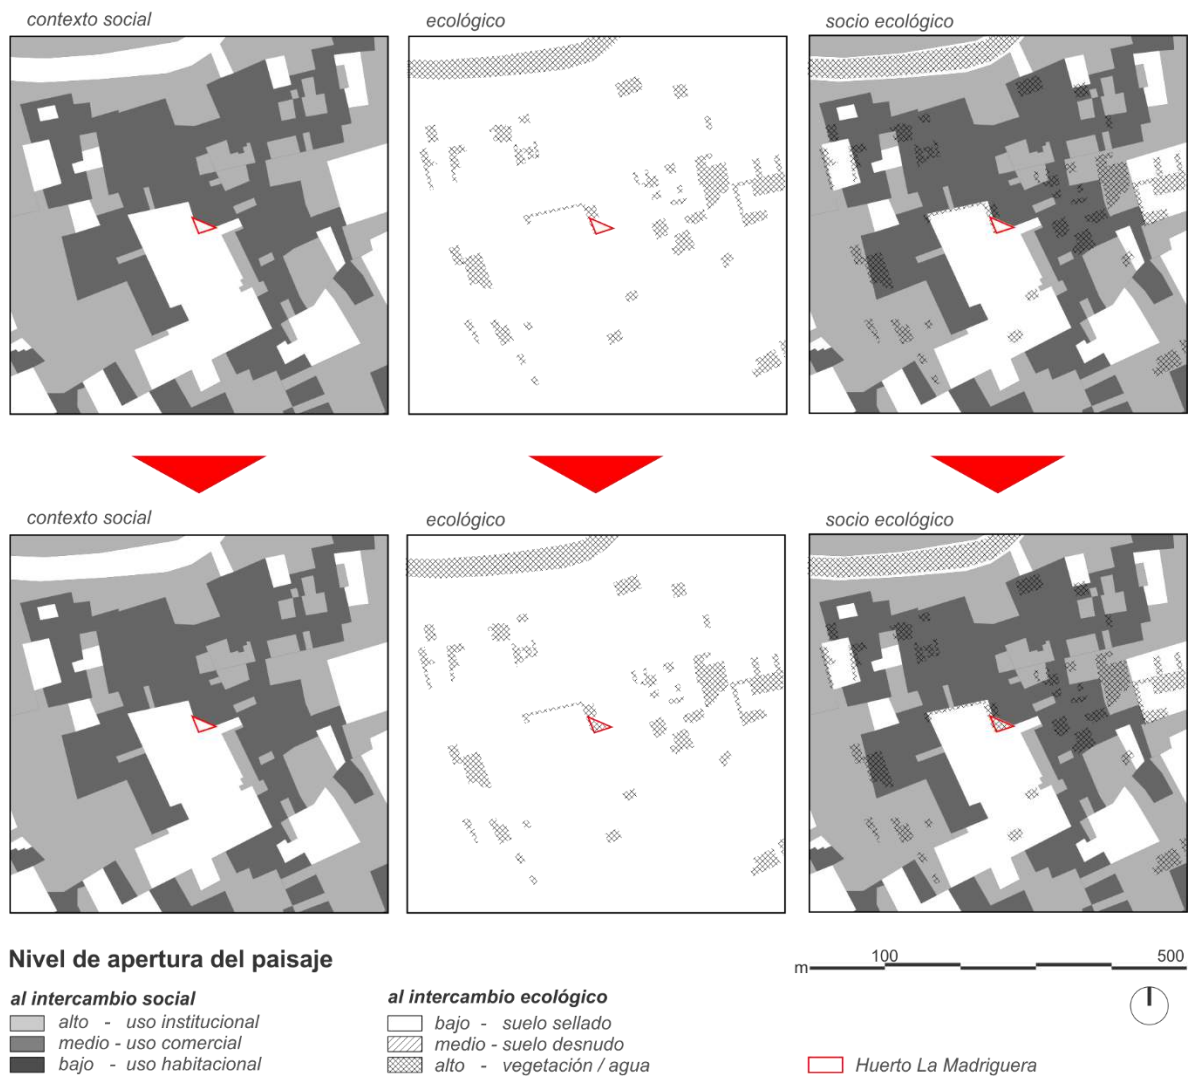 contexto social
ecológico
socio ecológico
contexto social
ecológico
socio ecológico
Nivel de apertura del paisaje
al intercambio social
alto - uso institucional
medio - uso comercial
bajo - uso habitacional
al intercambio ecológico
bajo - suelo sellado
medio - suelo desnudo
alto - vegetación / agua
100 500
m
Huerto La Madriguera